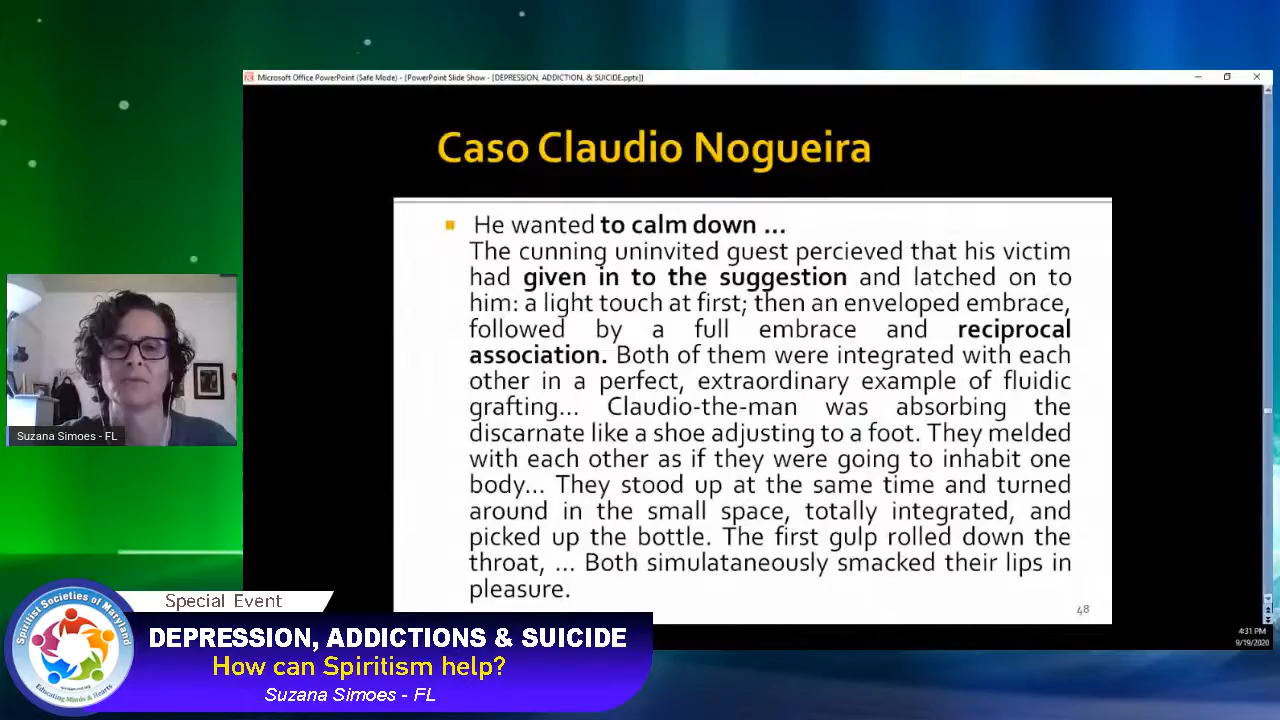 Microsoft Office PowerPoint (Safe Mode) - [PowerPoint Slide Show - [DEPRESSION, ADDICTION, & SUICIDE.pptx]]
Caso Claudio Nogueira
He wanted to calm down ...
The cunning uninvited guest percieved that his victim
had given in to the suggestion and latched on to
him: a light touch at first; then an enveloped embrace,
followed by a full embrace and reciprocal
association. Both of them were integrated with each
other in a perfect, extraordinary example of fluidic
grafting... Claudio-the-man was absorbing the
discarnate like a shoe adjusting to a foot. They melded
with each other as if they were going to inhabit one
body... They stood up at the same time and turned
around in the small space, totally integrated, and
picked up the bottle. The first gulp rolled down the
throat, ... Both simulataneously smacked their lips in
pleasure.
48
4:31 PM
9/19/2020
Suzana Simoes - FL
Spiritist Societies of Maryland
Educating Minds & Hearts
Special Event
DEPRESSION, ADDICTIONS & SUICIDE
How can Spiritism help?
Suzana Simoes - FL